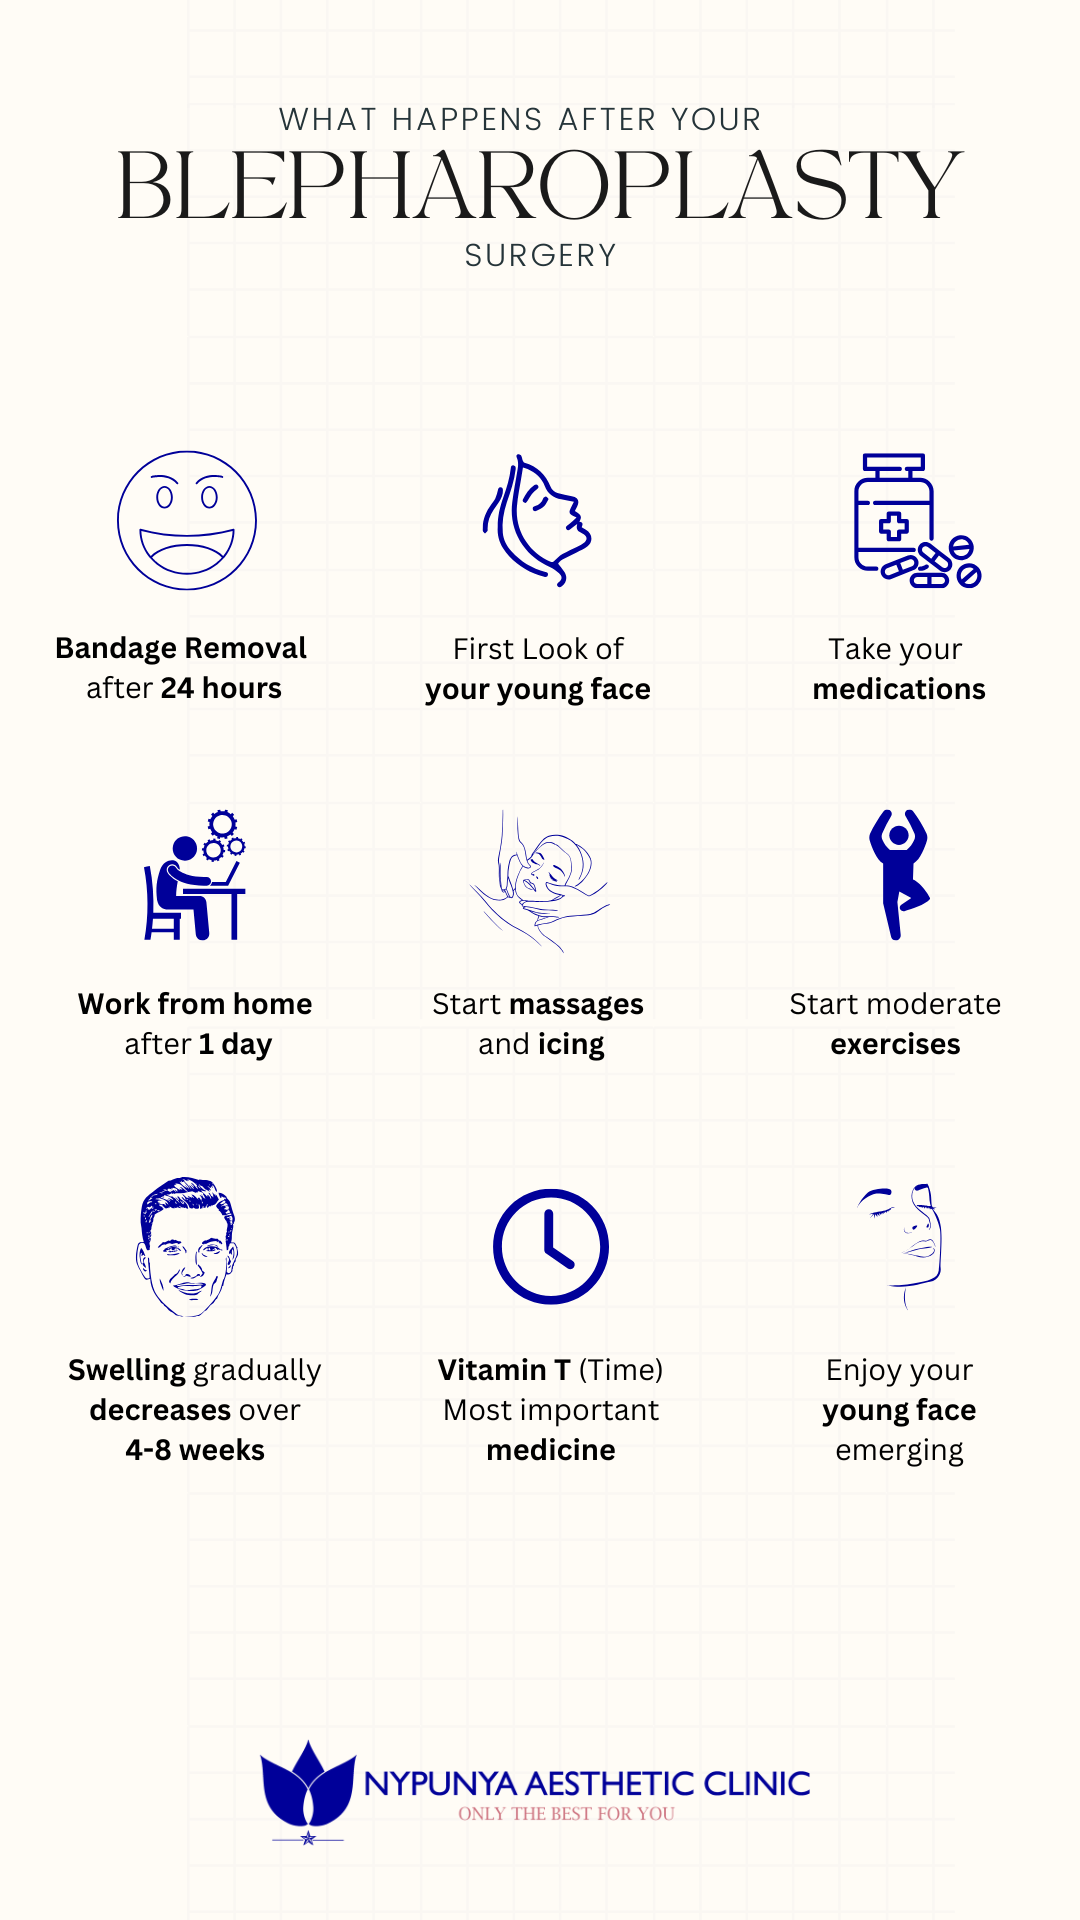 WHAT HAPPENS AFTER YOUR
BLEPHAROPLASTY
SURGERY
Bandage Removal
after 24 hours
First Look of
your young face
Take your
medications
Work from home
after 1 day
Start massages
and icing
Start moderate
exercises
Swelling gradually
decreases over
4-8 weeks
Vitamin T (Time)
Most important
medicine
Enjoy your
young face
emerging
NYPUNYA AESTHETIC CLINIC
ONLY THE BEST FOR YOU